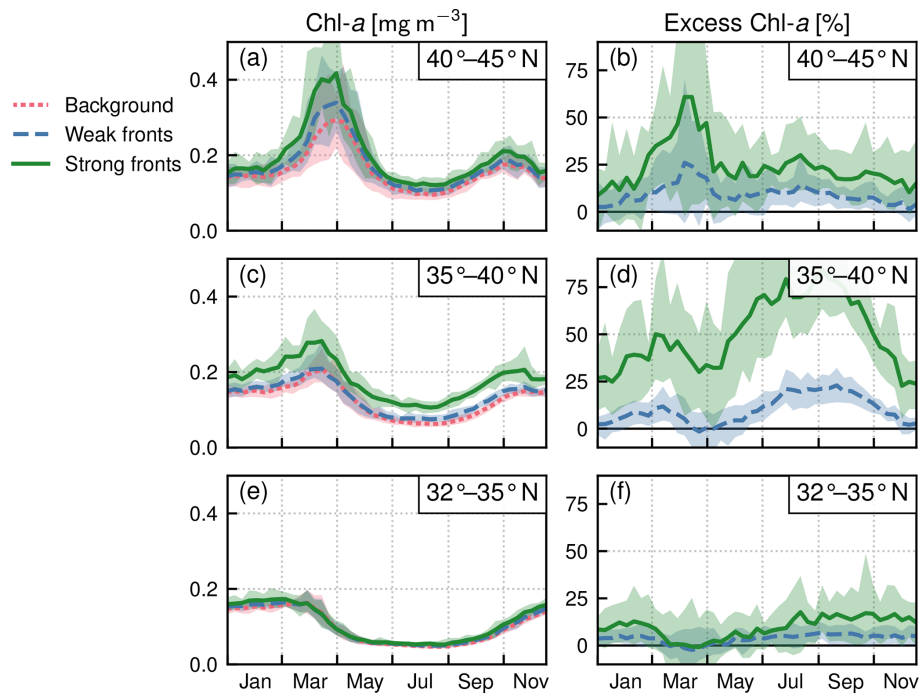 Chl-a [mg m−3]
Excess Chl-a [%]
Background
Weak fronts
Strong fronts
(a)
40°–45° N
0.4
0.2
0.0
(b)
40°–45° N
75
50
25
0
(c)
35°–40° N
0.4
0.2
0.0
(d)
35°–40° N
75
50
25
0
(e)
32°–35° N
0.4
0.2
0.0
(f)
32°–35° N
75
50
25
0
Jan Mar May Jul Sep Nov
Jan Mar May Jul Sep Nov